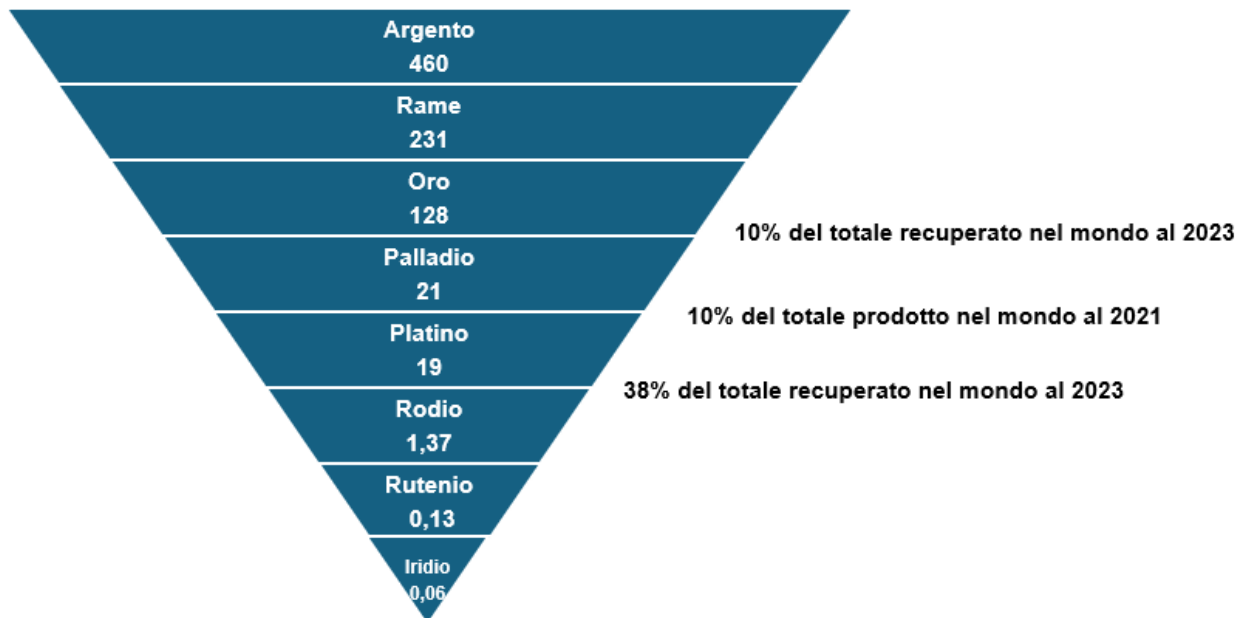 Argento
460
Rame
231
Oro
128
10% del totale recuperato nel mondo al 2023
Palladio
21
10% del totale prodotto nel mondo al 2021
Platino
19
38% del totale recuperato nel mondo al 2023
Rodio
1,37
Rutenio
0,13
Iridio
0,06